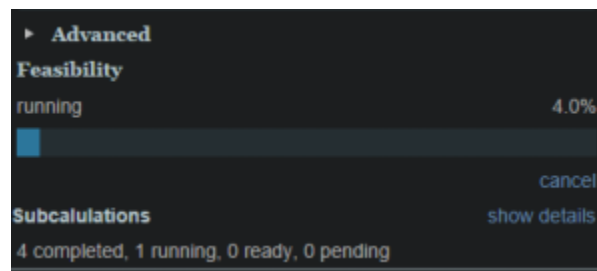 Advanced
Feasibility
running 4.0%
cancel
Subcalulations show details
4 completed, 1 running, 0 ready, 0 pending